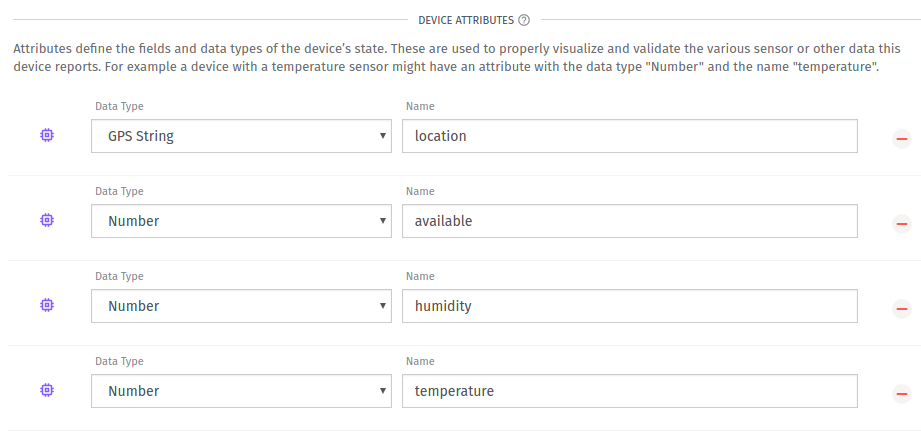 DEVICE ATTRIBUTES ?
Attributes define the fields and data types of the device's state. These are used to properly visualize and validate the various sensor or other data this
device reports. For example a device with a temperature sensor might have an attribute with the data type "Number" and the name "temperature".
Data Type Name
GPS String location
Data Type Name
Number available
Data Type Name
Number humidity
Data Type Name
Number temperature